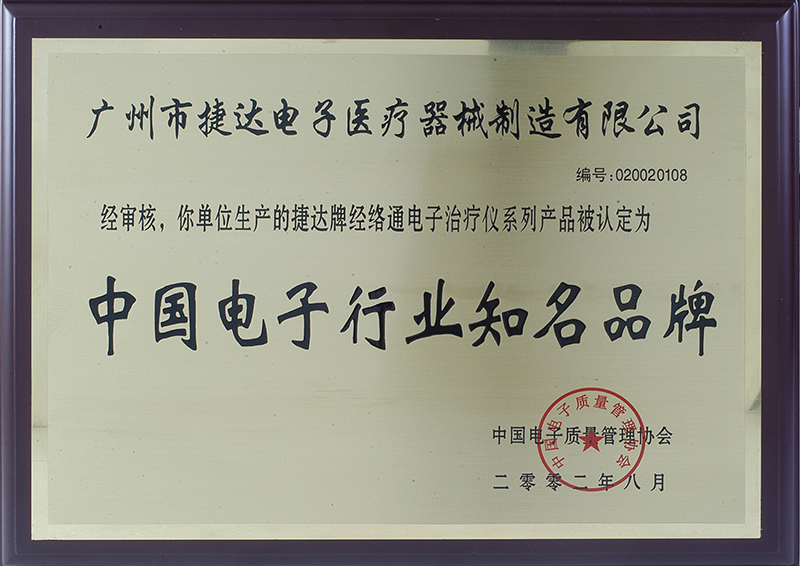 广州市捷达电子医疗器械制造有限公司
编号:020020108
经审核，你单位生产的捷达牌经络通电子治疗仪系列产品被认定为
中国电子行业知名品牌
中国电子质量管理协会
中国电子质量管理协会
二零零二年八月